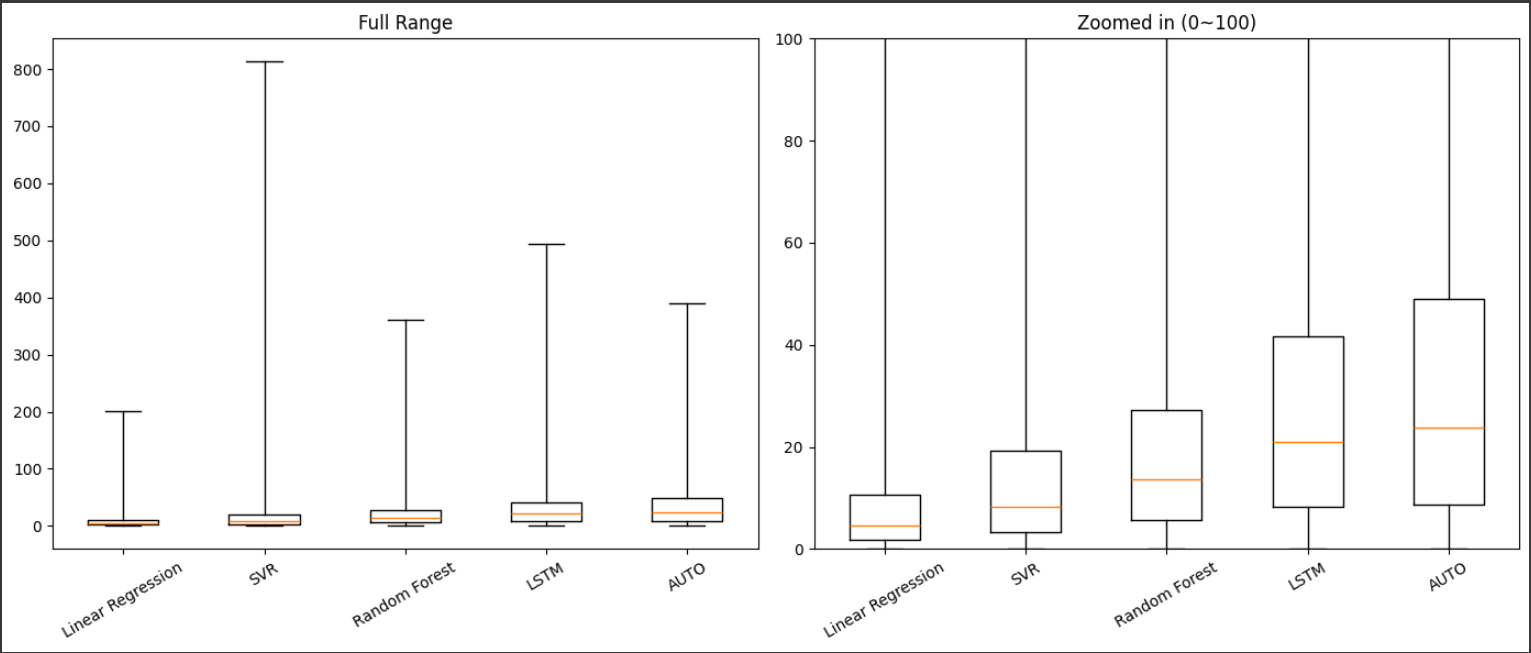 Full Range
800
700
600
500
400
300
200
100
0
Linear Regression
SVR
Random Forest
LSTM
AUTO
Zoomed in (0~100)
100
80
60
40
20
0
Linear Regression
SVR
Random Forest
LSTM
AUTO